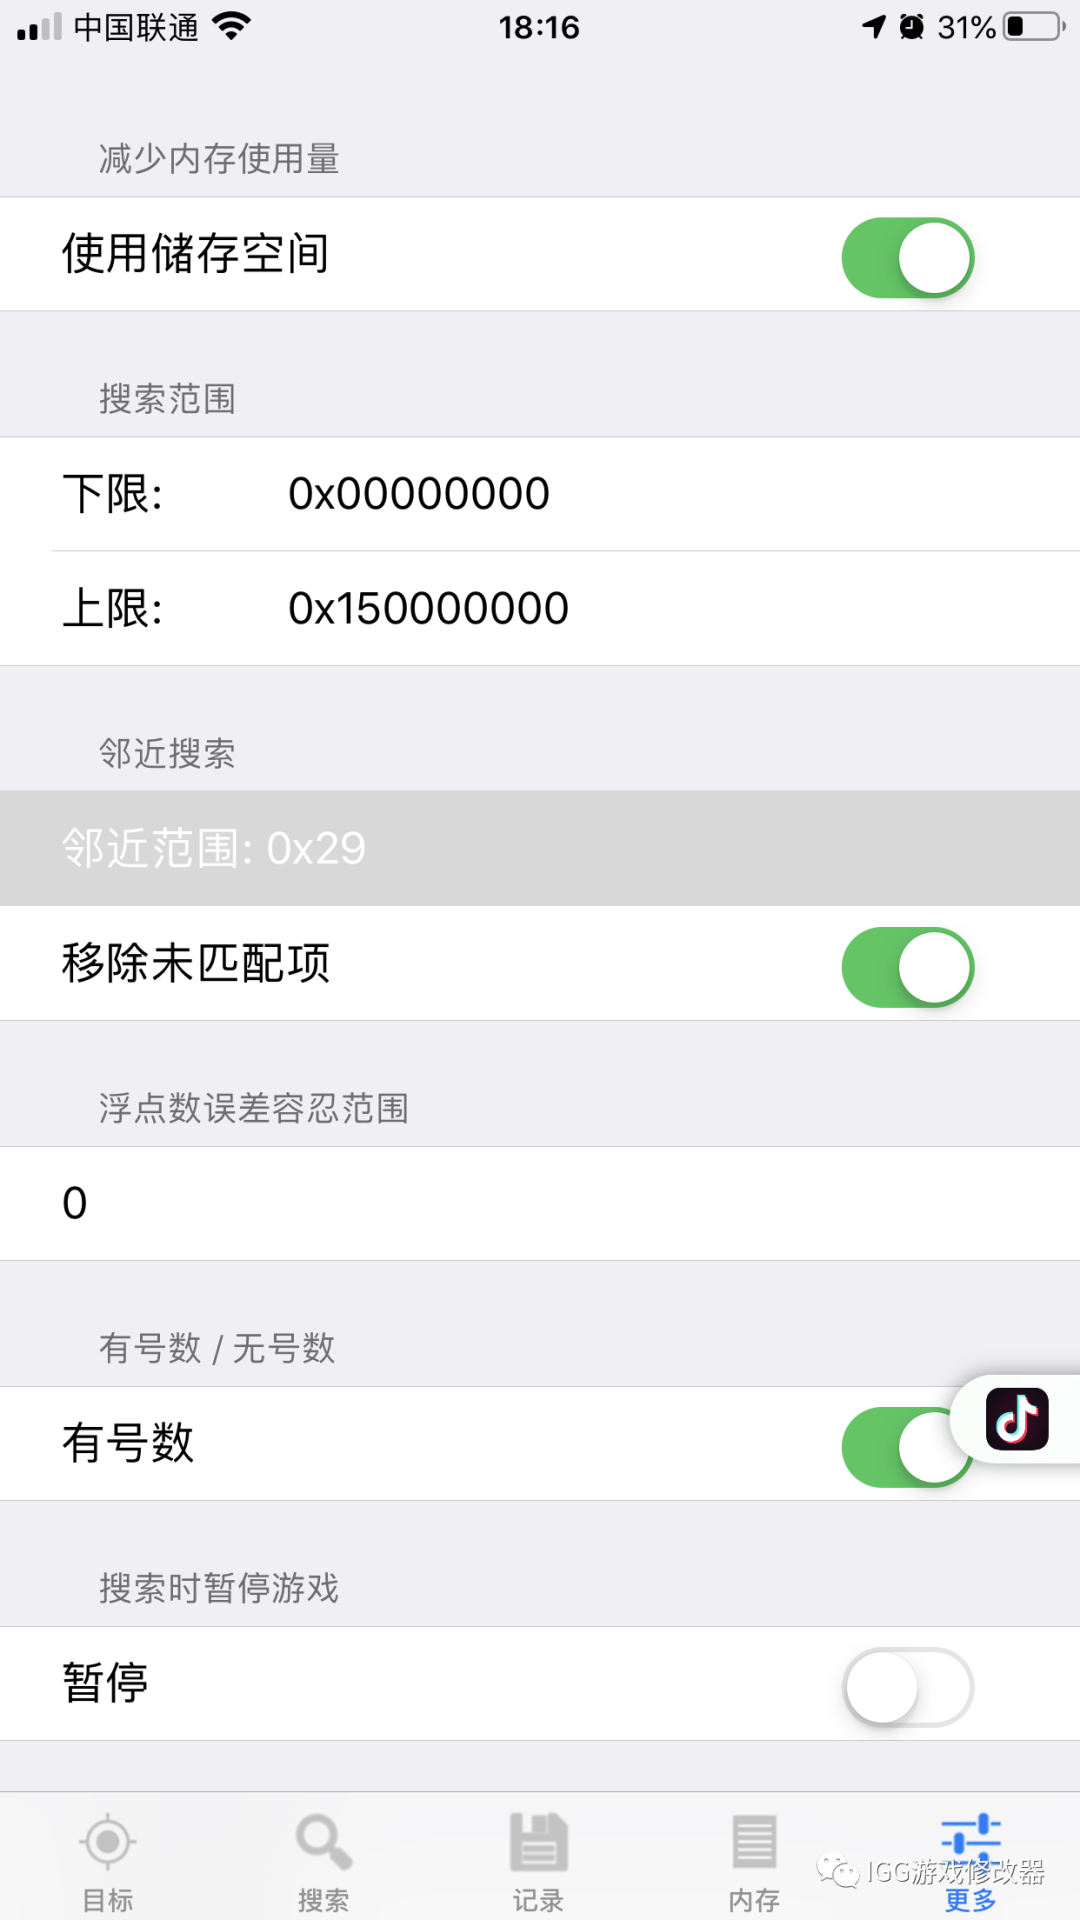 中国联通 18:16 31%
减少内存使用量
使用储存空间
搜索范围
下限: 0x00000000
上限: 0x150000000
邻近搜索
邻近范围: 0x29
移除未匹配项
浮点数误差容忍范围
0
有号数 / 无号数
有号数
搜索时暂停游戏
暂停
IGG游戏修改器
目标 搜索 记录 内存 更多